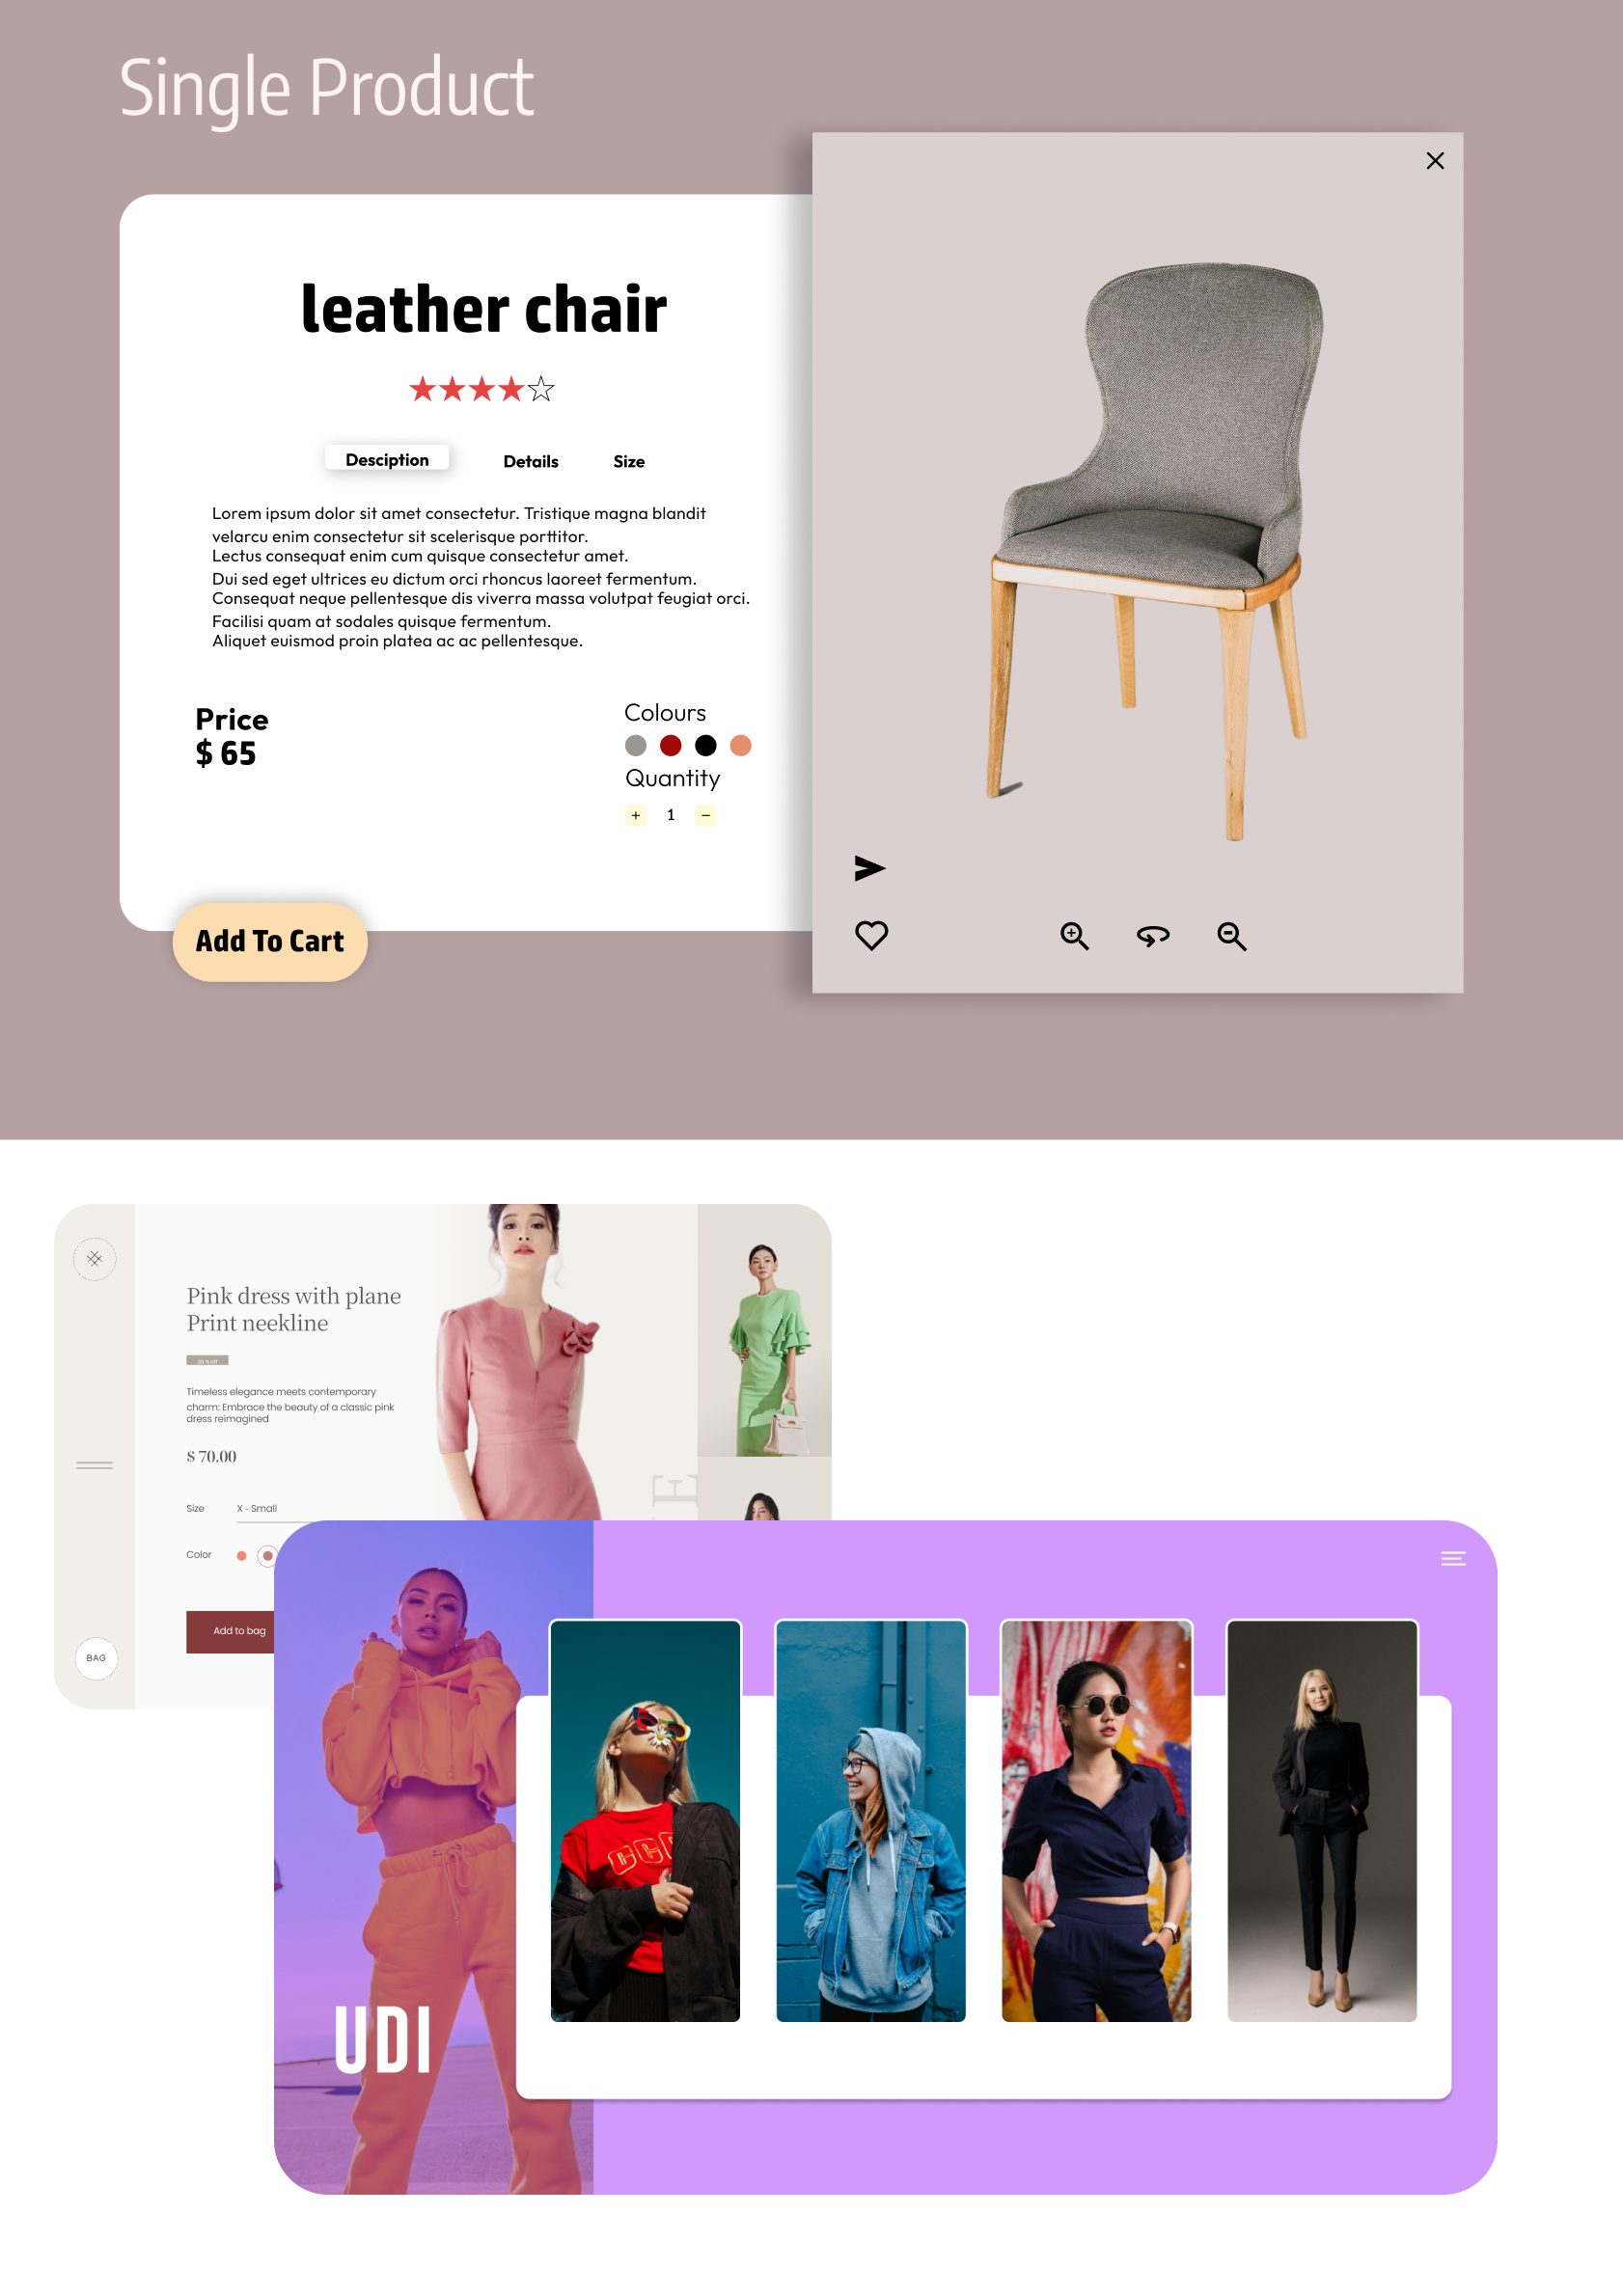 Single Product
leather chair
Desciption
Details
Size
Lorem ipsum dolor sit amet consectetur. Tristique magna blandit
velarcu enim consectetur sit scelerisque porttitor.
Lectus consequat enim cum quisque consectetur amet.
Dui sed eget ultrices eu dictum orci rhoncus laoreet fermentum.
Consequat neque pellentesque dis viverra massa volutpat feugiat orci.
Facilisi quam at sodales quisque fermentum.
Aliquet euismod proin platea ac ac pellentesque.
Price
$ 65
Colours
Quantity
+ 1 −
Add To Cart
Pink dress with plane
Print neekline
Timeless elegance meets contemporary
charm: Embrace the beauty of a classic pink
dress reimagined
$ 70.00
Size
X - Small
Color
Add to bag
BAG
E
UDI